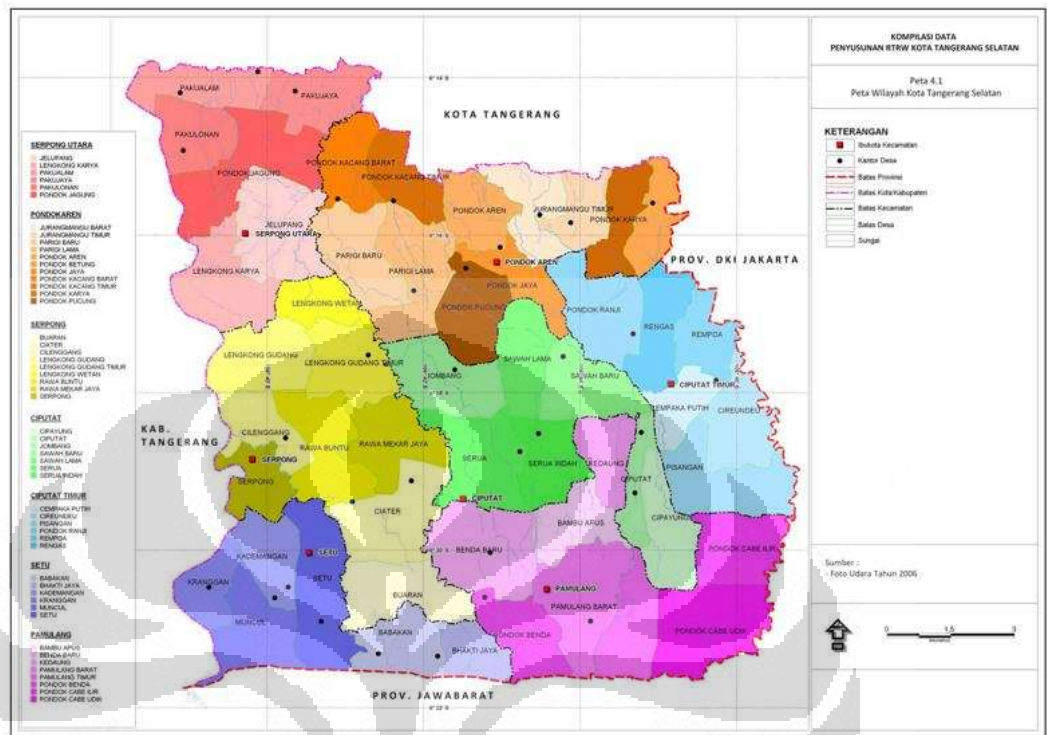 KOMPILASI DATA
PENYUSUNAN RTRW KOTA TANGERANG SELATAN
Peta 4.1
Peta Wilayah Kota Tangerang Selatan
KETERANGAN
Ibukota Kecamatan
Kantor Desa
Batas Provinsi
Batas Kota/Kabupaten
Batas Kecamatan
Batas Desa
Sungai
Sumber :
- Foto Udara Tahun 2006
0 1,5 3
SERPONG UTARA
JELUPANG
LENGKONG KARYA
PAKUALAM
PAKUJAYA
PAKULONAN
PONDOK JAGUNG
PONDOKAREN
JURANGMANGU BARAT
JURANGMANGU TIMUR
PARIGI BARU
PARIGI LAMA
PONDOK AREN
PONDOK BETUNG
PONDOK JAYA
PONDOK KACANG BARAT
PONDOK KACANG TIMUR
PONDOK KARYA
PONDOK PUCUNG
SERPONG
BUARAN
CIATER
CILENGGANG
LENGKONG GUDANG
LENGKONG GUDANG TIMUR
LENGKONG WETAN
RAWA BUNTU
RAWA MEKAR JAYA
SERPONG
CIPUTAT
CIPAYUNG
CIPUTAT
JOMBANG
SAWAH BARU
SAWAH LAMA
SERUA
SERUA INDAH
CIPUTAT TIMUR
CEMPAKA PUTIH
CIREUNDEU
PISANGAN
PONDOK RANJI
REMPOA
RENGAS
SETU
BABAKAN
BHAKTI JAYA
KADEMANGAN
KRANGGAN
MUNCUL
SETU
PAMULANG
BAMBU APUS
BENDA BARU
KEDAUNG
PAMULANG BARAT
PAMULANG TIMUR
PONDOK BENDA
PONDOK CABE ILIR
PONDOK CABE UDIK
KOTA TANGERANG
PROV. DKI JAKARTA
KAB.
TANGERANG
PROV. JAWABARAT
PAKUALAM
PAKUJAYA
PAKULONAN
PONDOK JAGUNG
PONDOK KACANG BARAT
PONDOK KACANG TIMUR
PONDOK AREN
JURANGMANGU TIMUR
PONDOK KARYA
JELUPANG
SERPONG UTARA
PARIGI BARU
PARIGI LAMA
PONDOK AREN
LENGKONG KARYA
PONDOK JAYA
PONDOK PUCUNG
LENGKONG WETAN
PONDOK RANJI
RENGAS
REMPOA
LENGKONG GUDANG
LENGKONG GUDANG TIMUR
JOMBANG
SAWAH LAMA
SAWAH BARU
CIPUTAT TIMUR
CEMPAKA PUTIH
CIREUNDEU
CILENGGANG
RAWA BUNTU
RAWA MEKAR JAYA
SERPONG
SERPONG
SERUA
SERUA INDAH
KEDAUNG
PISANGAN
CIPUTAT
CIPUTAT
CIATER
BAMBU APUS
CIPAYUNG
KADEMANGAN
SETU
SETU
BENDA BARU
PONDOK CABE ILIR
KRANGGAN
BUARAN
PAMULANG
PAMULANG BARAT
MUNCUL
BABAKAN
BHAKTI JAYA
PONDOK BENDA
PONDOK CABE UDIK